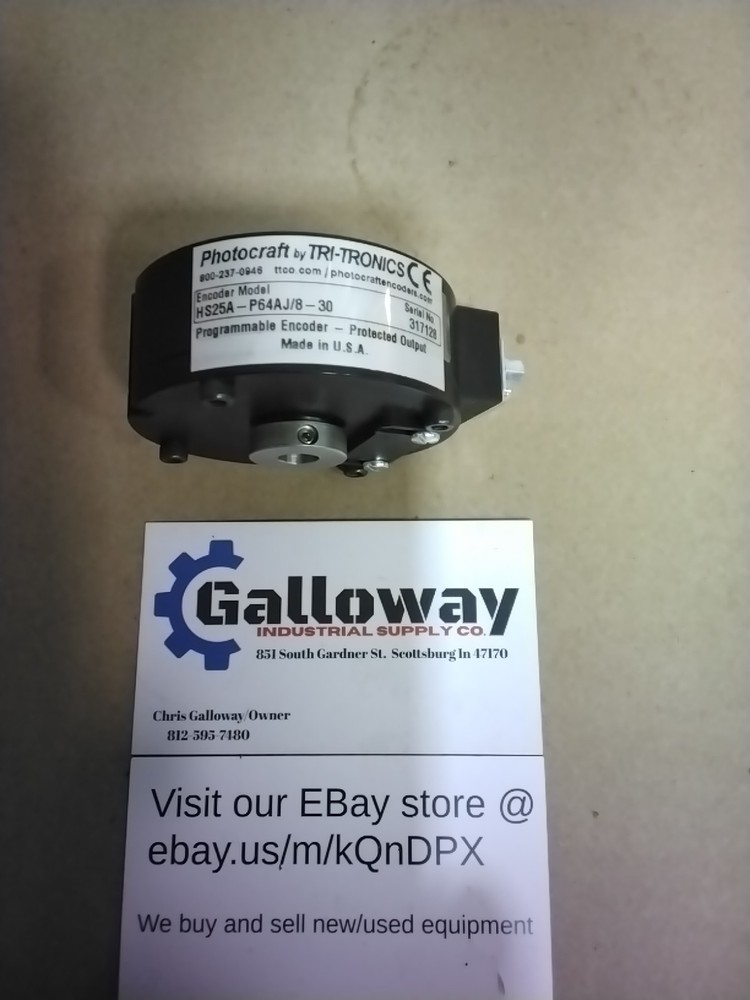 Photocraft by TRI-TRONICS CE
800-237-0946 ttco.com/photocraftencoders.com
Encoder Model Serial No
HS25A-P64AJ/8-30 317128
Programmable Encoder - Protected Output
Made in U.S.A.
Galloway
INDUSTRIAL SUPPLY CO.
851 South Gardner St. Scottsburg In 47170
Chris Galloway/Owner
812-595-7480
Visit our EBay store @
ebay.us/m/kQnDPX
We buy and sell new/used equipment